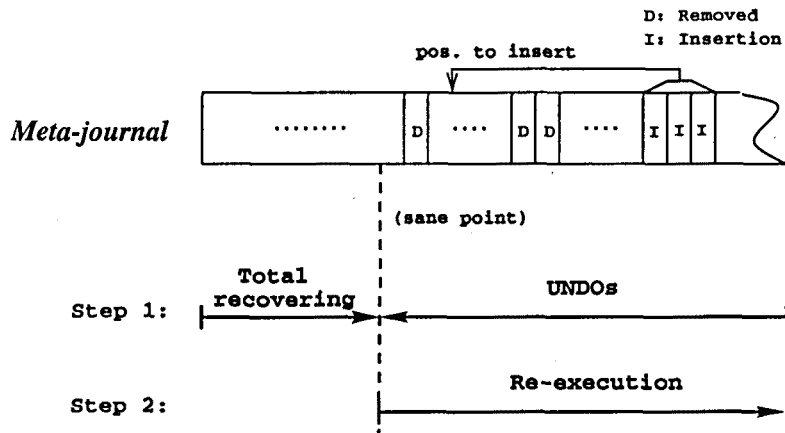 D: Removed
I: Insertion
pos. to insert
Meta-journal
........ D .... D D .... I I I
(sane point)
Total
recovering
UNDOs
Step 1:
Re-execution
Step 2: